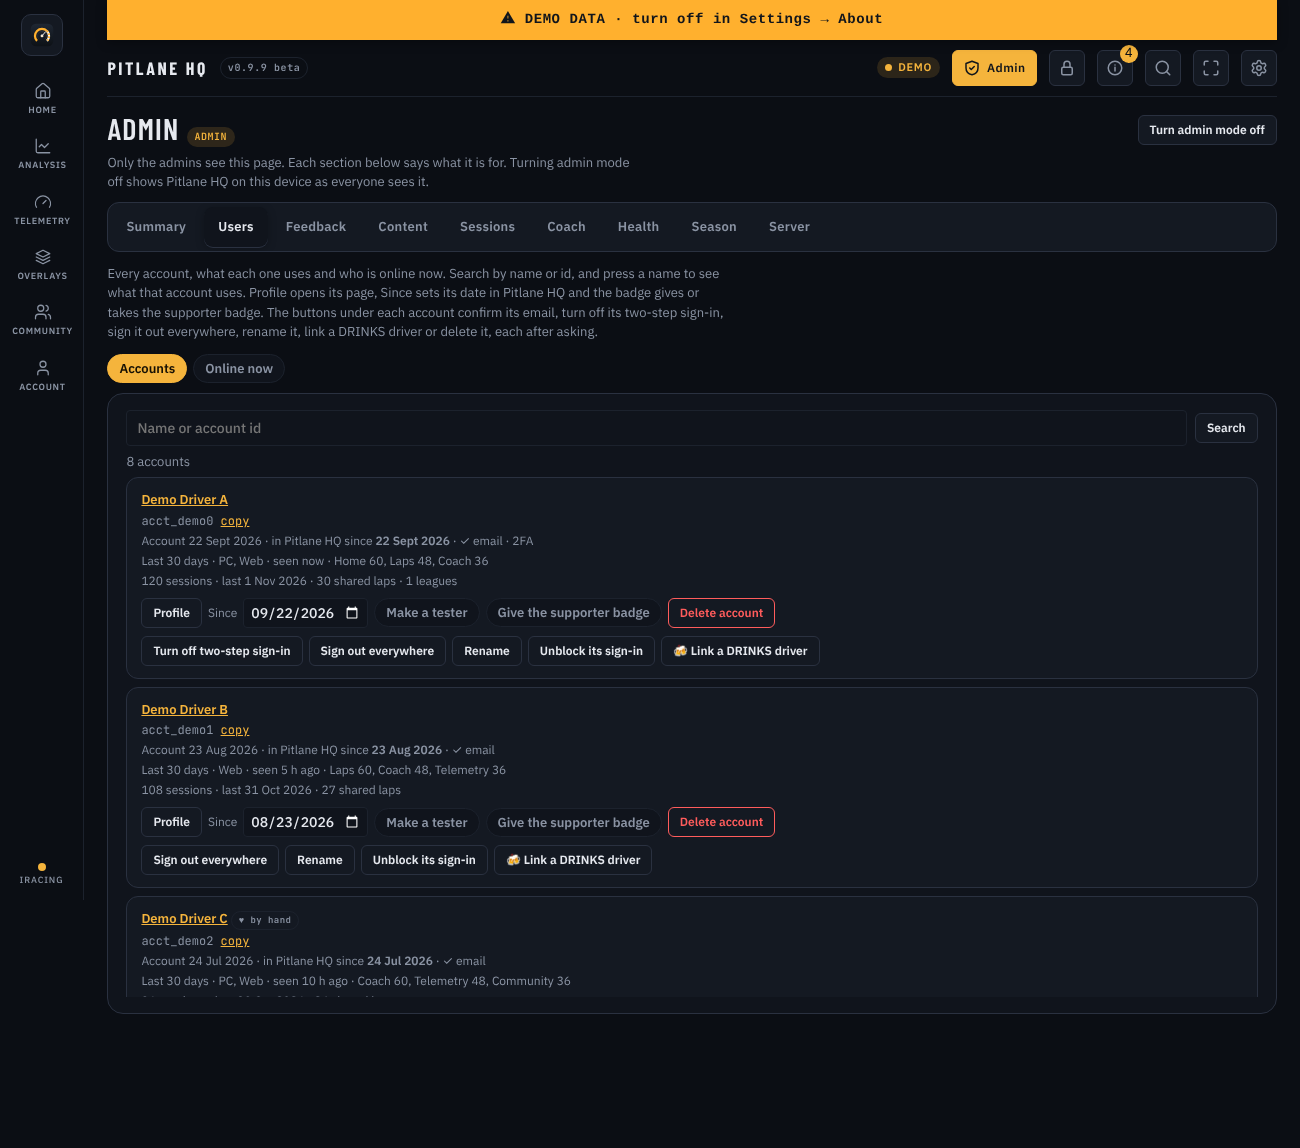 ⚠ DEMO DATA · turn off in Settings → About
PITLANE HQ v0.9.9 beta
DEMO
Admin
4
HOME
ANALYSIS
TELEMETRY
OVERLAYS
COMMUNITY
ACCOUNT
IRACING
ADMIN ADMIN
Turn admin mode off
Only the admins see this page. Each section below says what it is for. Turning admin mode
off shows Pitlane HQ on this device as everyone sees it.
Summary Users Feedback Content Sessions Coach Health Season Server
Every account, what each one uses and who is online now. Search by name or id, and press a name to see
what that account uses. Profile opens its page, Since sets its date in Pitlane HQ and the badge gives or
takes the supporter badge. The buttons under each account confirm its email, turn off its two-step sign-in,
sign it out everywhere, rename it, link a DRINKS driver or delete it, each after asking.
Accounts Online now
Name or account id Search
8 accounts
Demo Driver A
acct_demo0 copy
Account 22 Sept 2026 · in Pitlane HQ since 22 Sept 2026 · ✓ email · 2FA
Last 30 days · PC, Web · seen now · Home 60, Laps 48, Coach 36
120 sessions · last 1 Nov 2026 · 30 shared laps · 1 leagues
Profile Since 09/22/2026 Make a tester Give the supporter badge Delete account
Turn off two-step sign-in Sign out everywhere Rename Unblock its sign-in 🍻 Link a DRINKS driver
Demo Driver B
acct_demo1 copy
Account 23 Aug 2026 · in Pitlane HQ since 23 Aug 2026 · ✓ email
Last 30 days · Web · seen 5 h ago · Laps 60, Coach 48, Telemetry 36
108 sessions · last 31 Oct 2026 · 27 shared laps
Profile Since 08/23/2026 Make a tester Give the supporter badge Delete account
Sign out everywhere Rename Unblock its sign-in 🍻 Link a DRINKS driver
Demo Driver C ♥ by hand
acct_demo2 copy
Account 24 Jul 2026 · in Pitlane HQ since 24 Jul 2026 · ✓ email
Last 30 days · PC, Web · seen 10 h ago · Coach 60, Telemetry 48, Community 36